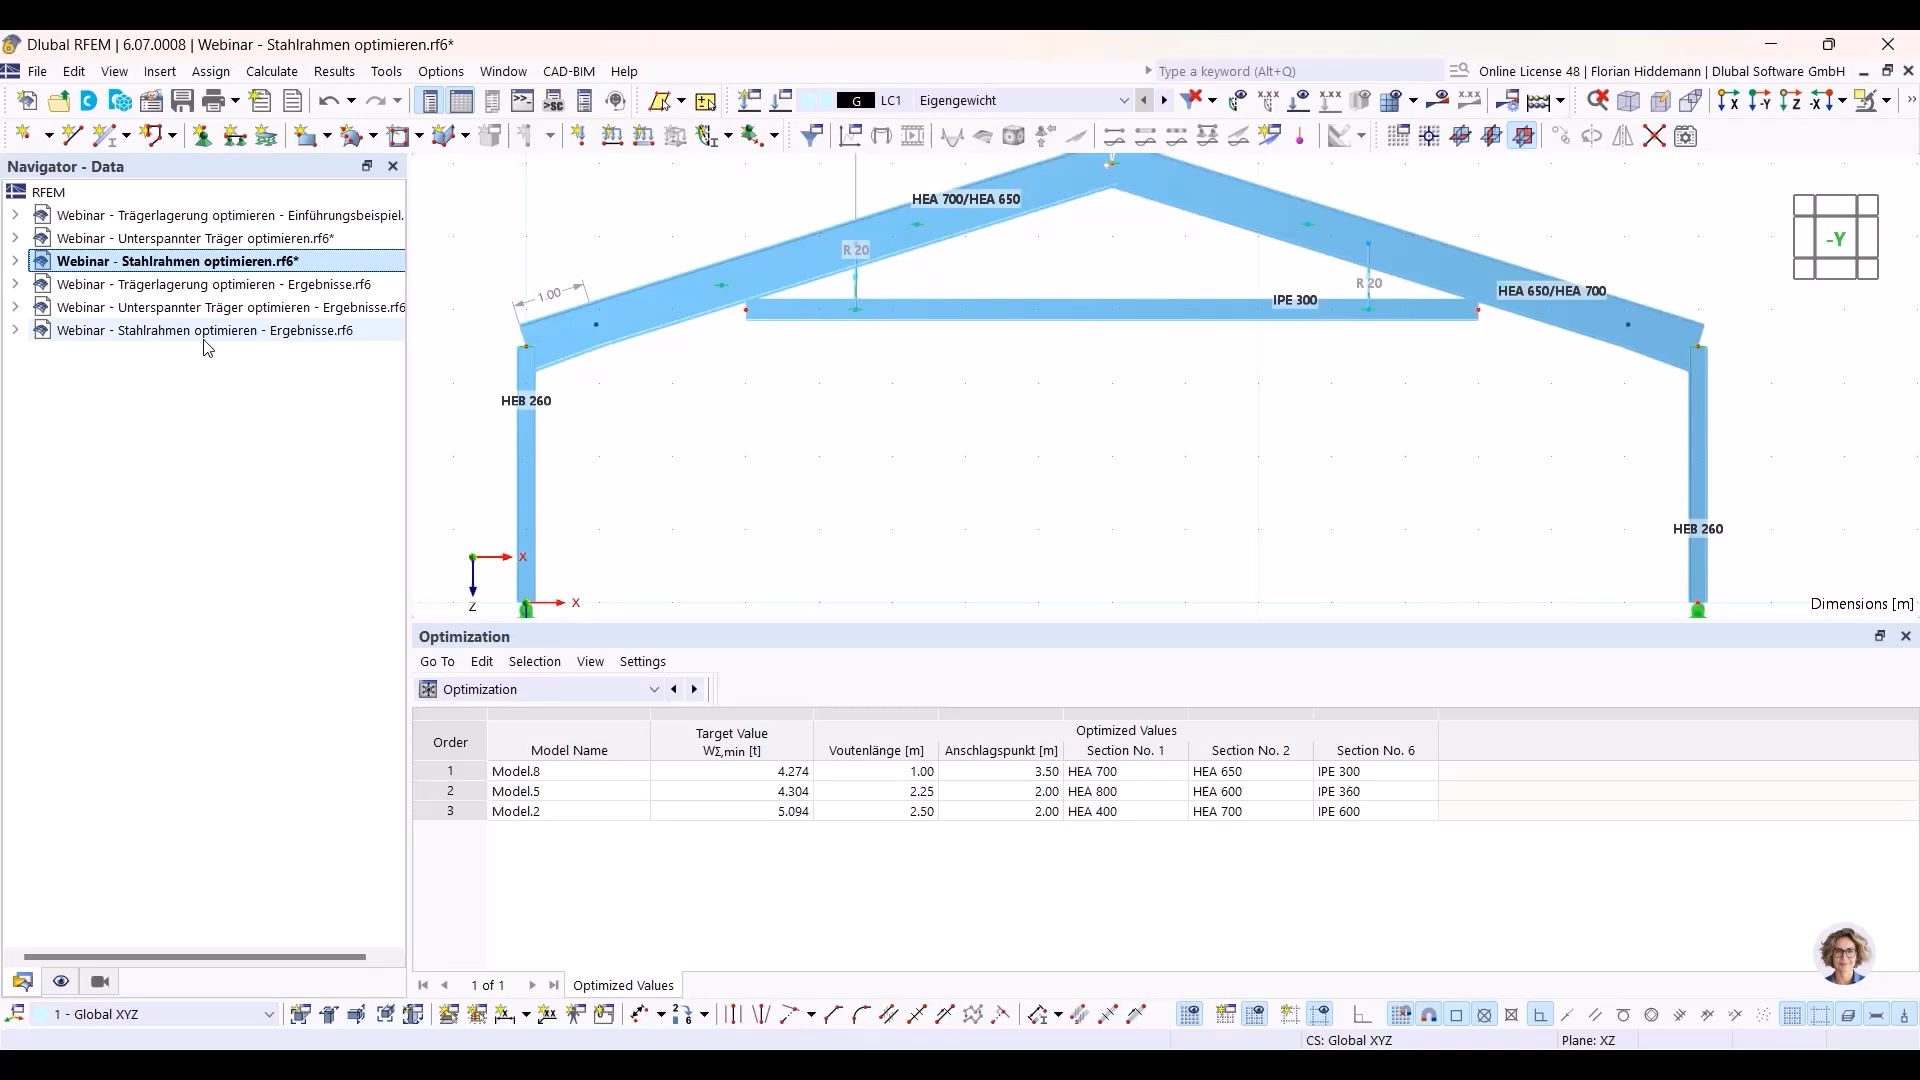 Dlubal RFEM | 6.07.0008 | Webinar - Stahlrahmen optimieren.rf6*
File Edit View Insert Assign Calculate Results Tools Options Window CAD-BIM Help
Type a keyword (Alt+Q)
Online License 48 | Florian Hiddemann | Dlubal Software GmbH
G LC1 Eigengewicht
Navigator - Data
RFEM
Webinar - Trägerlagerung optimieren - Einführungsbeispiel.
Webinar - Unterspannter Träger optimieren.rf6*
Webinar - Stahlrahmen optimieren.rf6*
Webinar - Trägerlagerung optimieren - Ergebnisse.rf6
Webinar - Unterspannter Träger optimieren - Ergebnisse.rf6
Webinar - Stahlrahmen optimieren - Ergebnisse.rf6
HEA 700/HEA 650
R 20
R 20
1.00
IPE 300
HEA 650/HEA 700
-Y
HEB 260
HEB 260
X
Z
X
Dimensions [m]
Optimization
Go To Edit Selection View Settings
Optimization
Order Model Name Target Value WΣ,min [t] Optimized Values
Voutenlänge [m] Anschlagspunkt [m] Section No. 1 Section No. 2 Section No. 6
1 Model.8 4.274 1.00 3.50 HEA 700 HEA 650 IPE 300
2 Model.5 4.304 2.25 2.00 HEA 800 HEA 600 IPE 360
3 Model.2 5.094 2.50 2.00 HEA 400 HEA 700 IPE 600
1 of 1 Optimized Values
1 - Global XYZ
CS: Global XYZ Plane: XZ